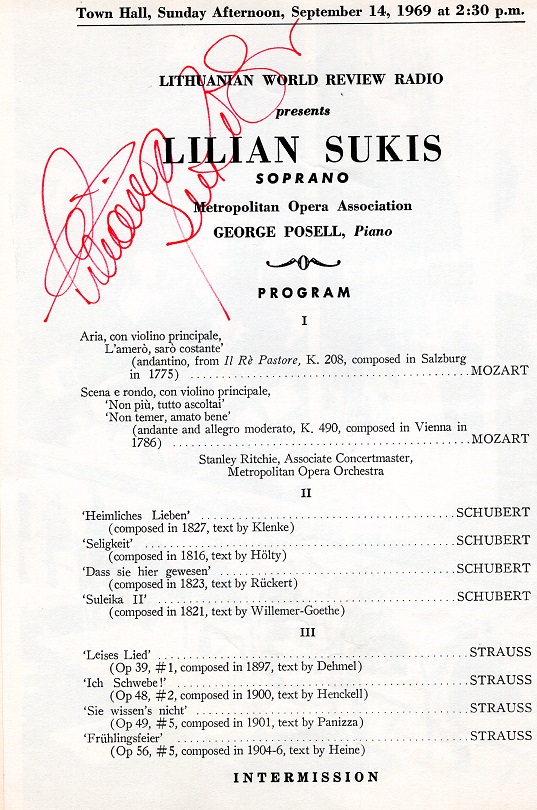 Town Hall, Sunday Afternoon, September 14, 1969 at 2:30 p.m.
LITHUANIAN WORLD REVIEW RADIO
presents
LILIAN SUKIS
SOPRANO
Metropolitan Opera Association
GEORGE POSELL, Piano
PROGRAM
I
Aria, con violino principale,
L'amerò, sarò costante'
(andantino, from Il Rè Pastore, K. 208, composed in Salzburg
in 1775) ........ MOZART
Scena e rondo, con violino principale,
'Non più, tutto ascoltai'
'Non temer, amato bene'
(andante and allegro moderato, K. 490, composed in Vienna in
1786) ........ MOZART
Stanley Ritchie, Associate Concertmaster,
Metropolitan Opera Orchestra
II
'Heimliches Lieben' ........ SCHUBERT
(composed in 1827, text by Klenke)
'Seligkeit' ........ SCHUBERT
(composed in 1816, text by Hölty)
'Dass sie hier gewesen' ........ SCHUBERT
(composed in 1823, text by Rückert)
'Suleika II' ........ SCHUBERT
(composed in 1821, text by Willemer-Goethe)
III
'Leises Lied' ........ STRAUSS
(Op 39, #1, composed in 1897, text by Dehmel)
'Ich Schwebe!' ........ STRAUSS
(Op 48, #2, composed in 1900, text by Henckell)
'Sie wissen's nicht' ........ STRAUSS
(Op 49, #5, composed in 1901, text by Panizza)
'Frühlingsfeier' ........ STRAUSS
(Op 56, #5, composed in 1904-6, text by Heine)
INTERMISSION